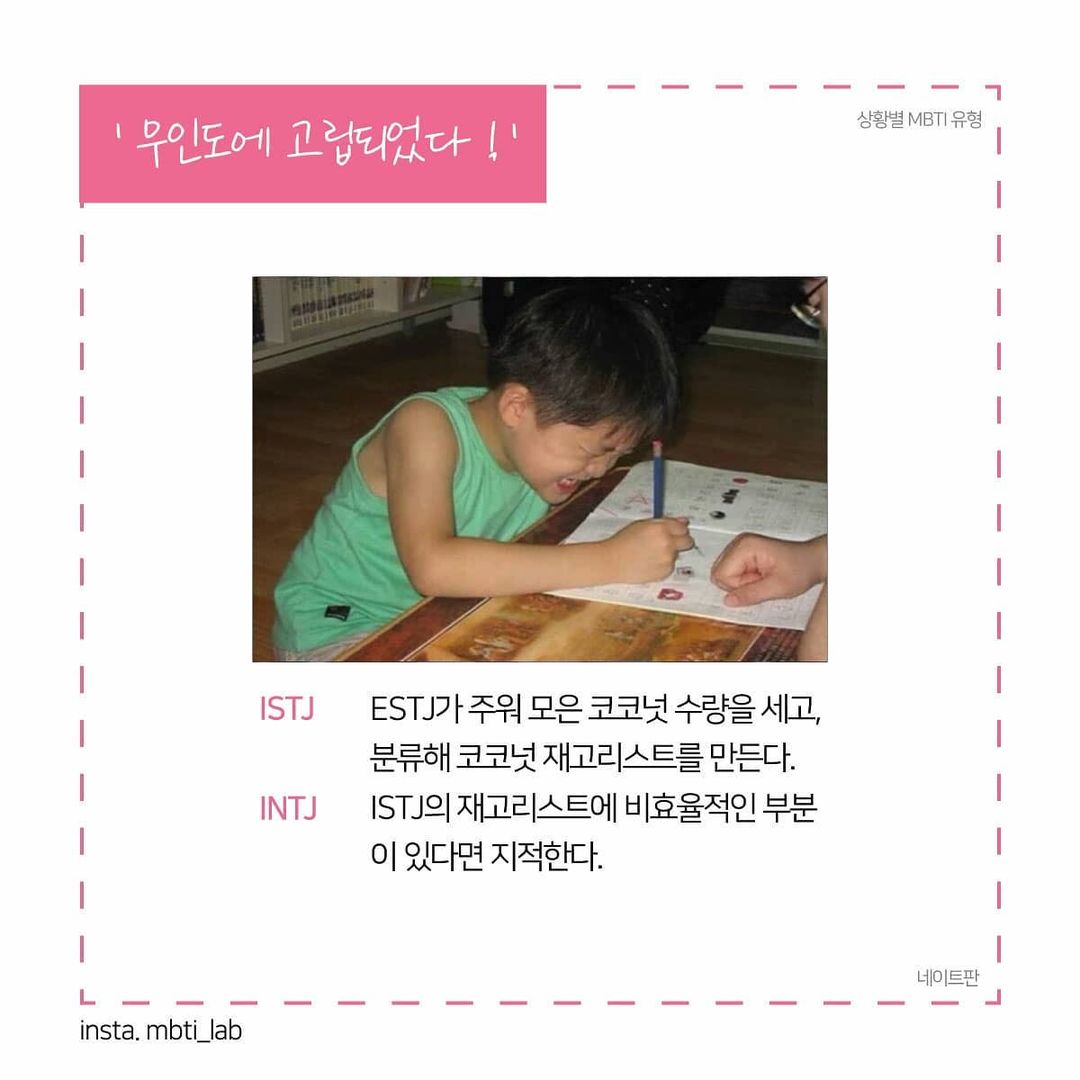 '무인도에 고립되었다!'
상황별 MBTI 유형
ISTJ ESTJ가 주워 모은 코코넛 수량을 세고,
분류해 코코넛 재고리스트를 만든다.
INTJ ISTJ의 재고리스트에 비효율적인 부분
이 있다면 지적한다.
네이트판
insta. mbti_lab